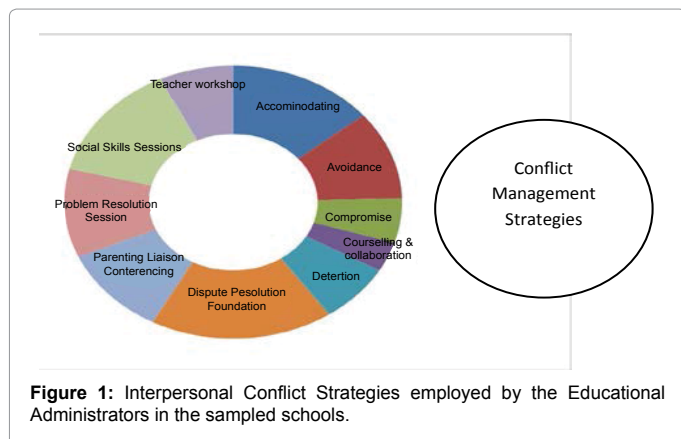 Teacher workshop
Accominodating
Social Skills Sessions
Avoidance
Problem Resolution
Session
Compromise
Courselling &
collaboration
Parenting Liaison
Conterencing
Detertion
Dispute Pesolution
Foundation
Conflict
Management
Strategies
Figure 1: Interpersonal Conflict Strategies employed by the Educational
Administrators in the sampled schools.